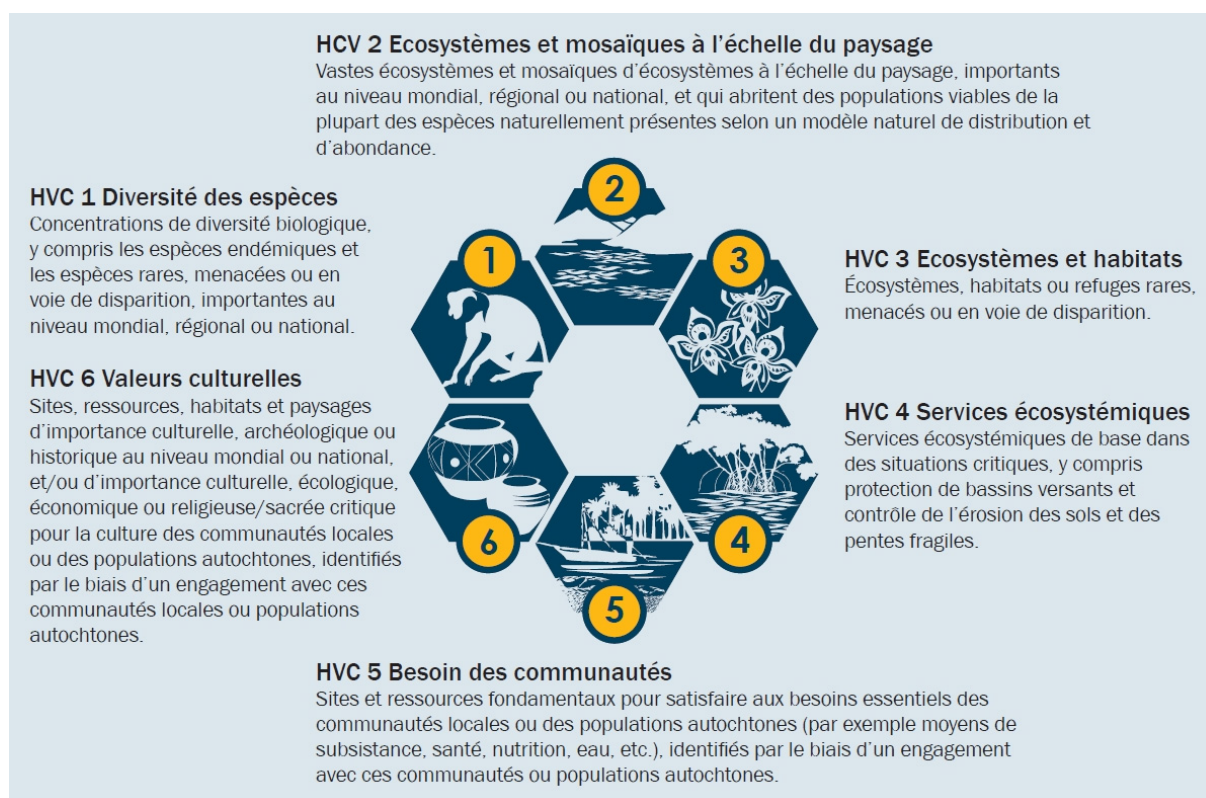 HCV 2 Ecosystèmes et mosaïques à l'échelle du paysage
Vastes écosystèmes et mosaïques d'écosystèmes à l'échelle du paysage, importants
au niveau mondial, régional ou national, et qui abritent des populations viables de la
plupart des espèces naturellement présentes selon un modèle naturel de distribution et
d'abondance.
2
HVC 1 Diversité des espèces
Concentrations de diversité biologique,
y compris les espèces endémiques et
les espèces rares, menacées ou en
voie de disparition, importantes au
niveau mondial, régional ou national.
1
3
HVC 3 Ecosystèmes et habitats
Écosystèmes, habitats ou refuges rares,
menacés ou en voie de disparition.
HVC 6 Valeurs culturelles
Sites, ressources, habitats et paysages
d'importance culturelle, archéologique ou
historique au niveau mondial ou national,
et/ou d'importance culturelle, écologique,
économique ou religieuse/sacrée critique
pour la culture des communautés locales
ou des populations autochtones, identifiés
par le biais d'un engagement avec ces
communautés locales ou populations
autochtones.
6
4
HVC 4 Services écosystémiques
Services écosystémiques de base dans
des situations critiques, y compris
protection de bassins versants et
contrôle de l'érosion des sols et des
pentes fragiles.
5
HVC 5 Besoin des communautés
Sites et ressources fondamentaux pour satisfaire aux besoins essentiels des
communautés locales ou des populations autochtones (par exemple moyens de
subsistance, santé, nutrition, eau, etc.), identifiés par le biais d'un engagement
avec ces communautés ou populations autochtones.